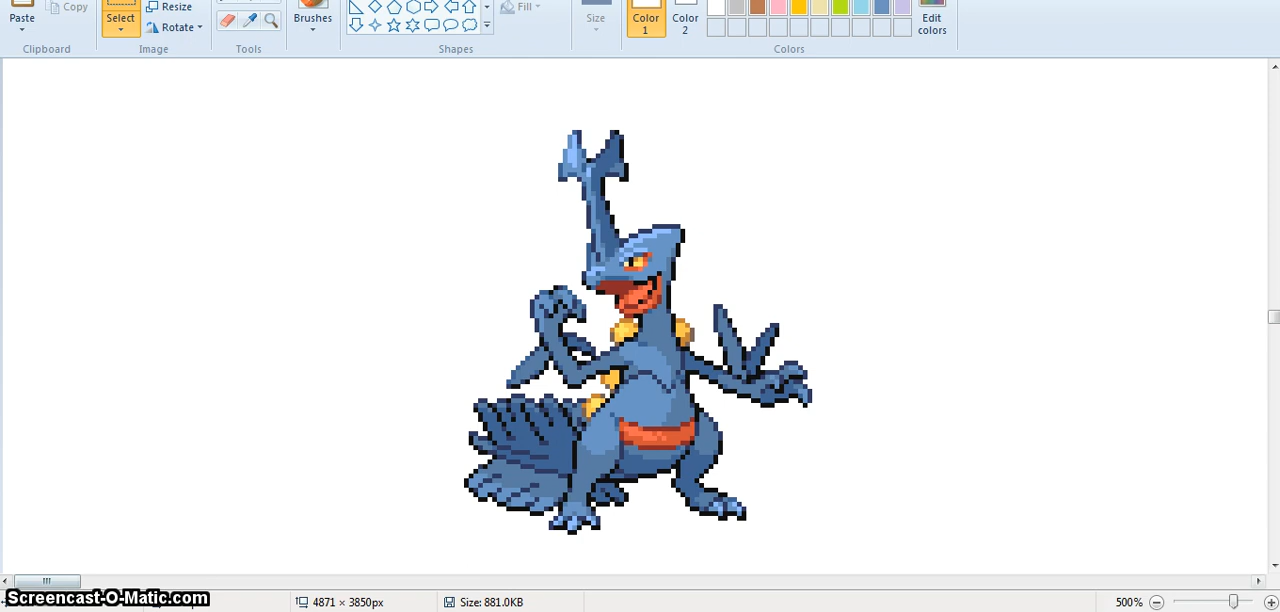 Copy
Resize
Paste
Select
Rotate
Brushes
Fill
Size
Color
1
Color
2
Edit
colors
Clipboard
Image
Tools
Shapes
Colors
Screencast-O-Matic.com
4871 × 3850px
Size: 881.0KB
500%